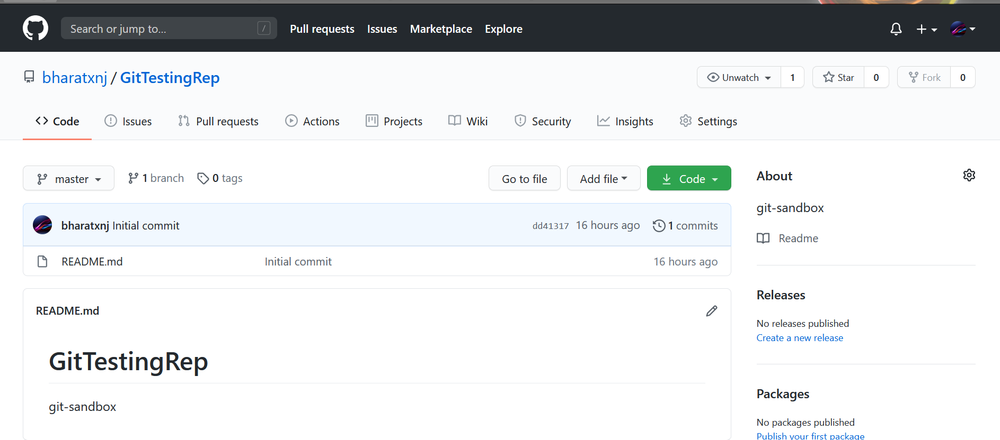 Search or jump to... /
Pull requests Issues Marketplace Explore
bharatxnj / GitTestingRep
Unwatch 1 Star 0 Fork 0
Code Issues Pull requests Actions Projects Wiki Security Insights Settings
master 1 branch 0 tags Go to file Add file Code
bharatxnj Initial commit dd41317 16 hours ago 1 commits
README.md Initial commit 16 hours ago
README.md
GitTestingRep
git-sandbox
About
git-sandbox
Readme
Releases
No releases published
Create a new release
Packages
No packages published
Publish your first package